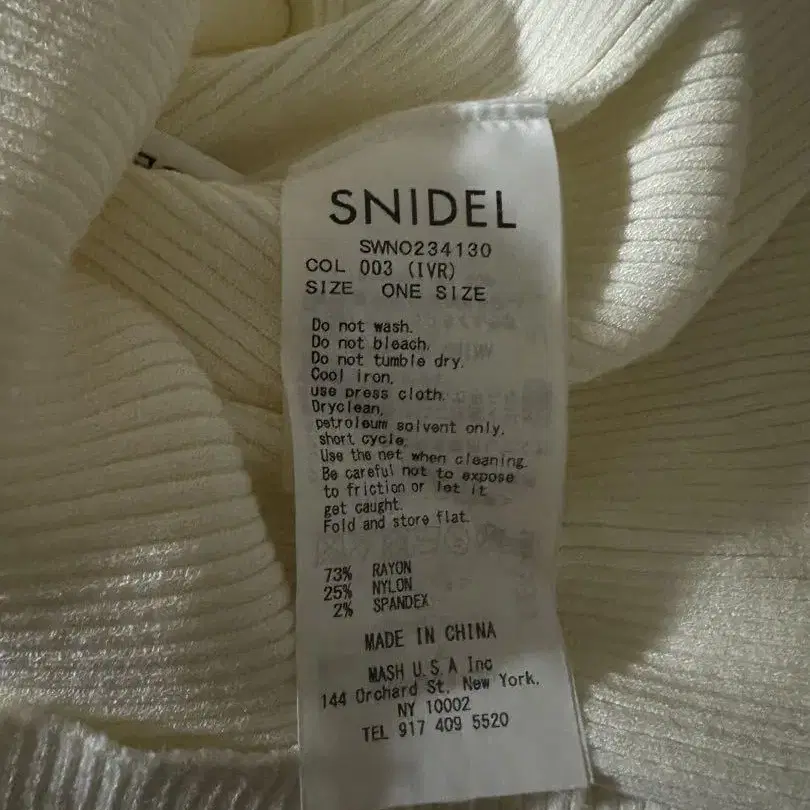 SNIDEL
SWNO234130
COL 003 (IVR)
SIZE ONE SIZE
Do not wash.
Do not bleach.
Do not tumble dry.
Cool iron,
use press cloth.
Dryclean,
petroleum solvent only,
short cycle.
Use the net when cleaning.
Be careful not to expose
to friction or let it
get caught.
Fold and store flat.
73% RAYON
25% NYLON
2% SPANDEX
MADE IN CHINA
MASH U.S.A Inc
144 Orchard St. New York,
NY 10002
TEL 917 409 5520